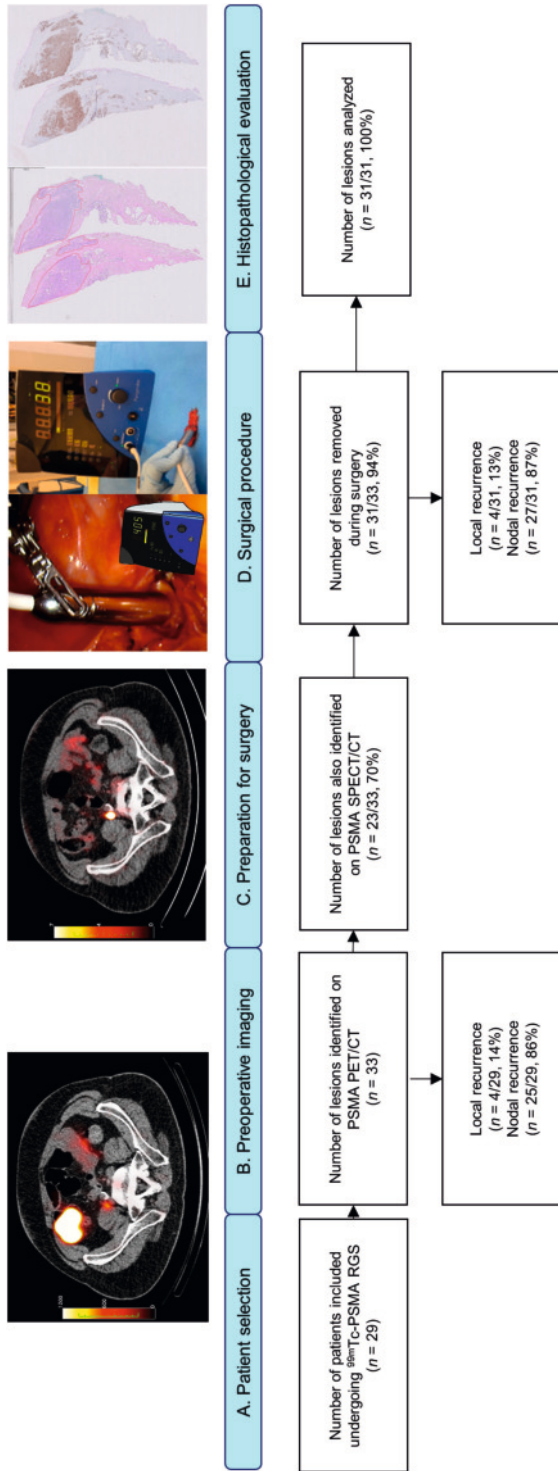 A. Patient selection
B. Preoperative imaging
C. Preparation for surgery
D. Surgical procedure
E. Histopathological evaluation
Number of patients included
undergoing ⁹⁹ᵐTc-PSMA RGS
(n = 29)
Number of lesions identified on
PSMA PET/CT
(n = 33)
Local recurrence
(n = 4/29, 14%)
Nodal recurrence
(n = 25/29, 86%)
Number of lesions also identified
on PSMA SPECT/CT
(n = 23/33, 70%)
Number of lesions removed
during surgery
(n = 31/33, 94%)
Local recurrence
(n = 4/31, 13%)
Nodal recurrence
(n = 27/31, 87%)
Number of lesions analyzed
(n = 31/31, 100%)